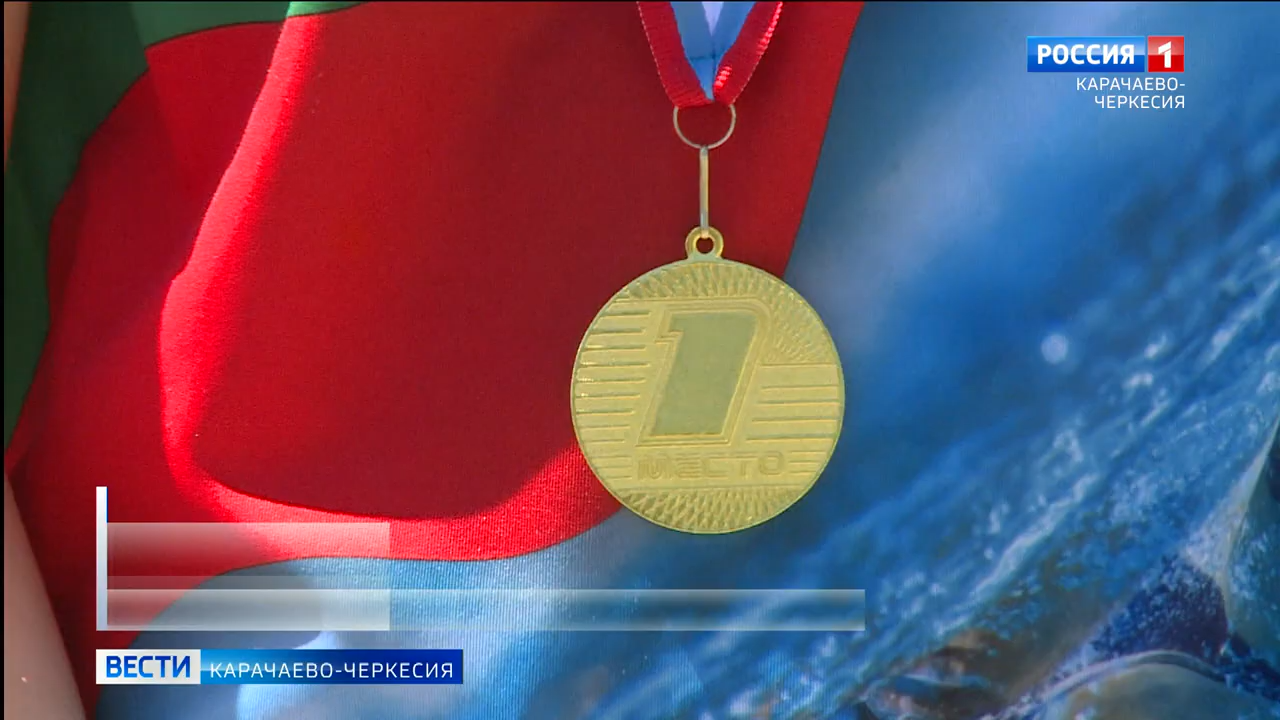 РОССИЯ 1
КАРАЧАЕВО-
ЧЕРКЕСИЯ
1
МЕСТО
ВЕСТИ КАРАЧАЕВО-ЧЕРКЕСИЯ